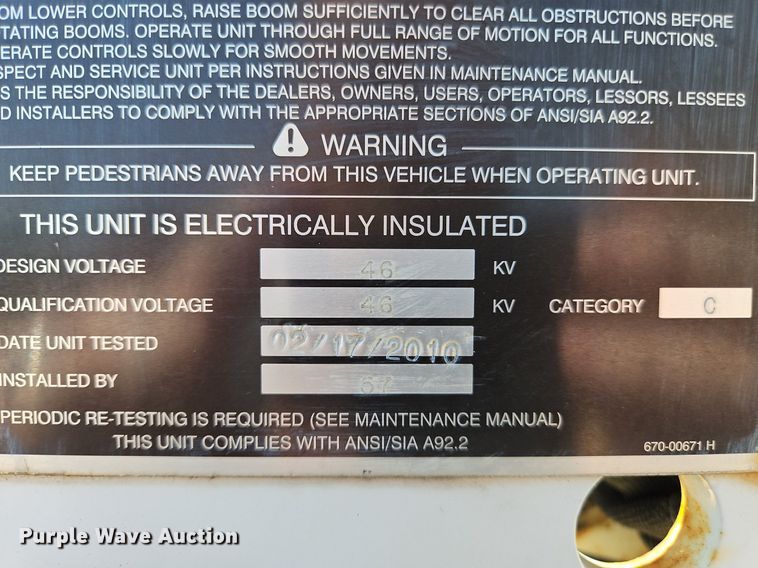 OM LOWER CONTROLS, RAISE BOOM SUFFICIENTLY TO CLEAR ALL OBSTRUCTIONS BEFORE
TATING BOOMS. OPERATE UNIT THROUGH FULL RANGE OF MOTION FOR ALL FUNCTIONS.
ERATE CONTROLS SLOWLY FOR SMOOTH MOVEMENTS.
SPECT AND SERVICE UNIT PER INSTRUCTIONS GIVEN IN MAINTENANCE MANUAL.
S THE RESPONSIBILITY OF THE DEALERS, OWNERS, USERS, OPERATORS, LESSORS, LESSEES
D INSTALLERS TO COMPLY WITH THE APPROPRIATE SECTIONS OF ANSI/SIA A92.2.
WARNING
KEEP PEDESTRIANS AWAY FROM THIS VEHICLE WHEN OPERATING UNIT.
THIS UNIT IS ELECTRICALLY INSULATED
DESIGN VOLTAGE 46 KV
QUALIFICATION VOLTAGE 46 KV CATEGORY C
DATE UNIT TESTED 02/17/2010
INSTALLED BY 67
PERIODIC RE-TESTING IS REQUIRED (SEE MAINTENANCE MANUAL)
THIS UNIT COMPLIES WITH ANSI/SIA A92.2 670-00671 H
Purple Wave Auction